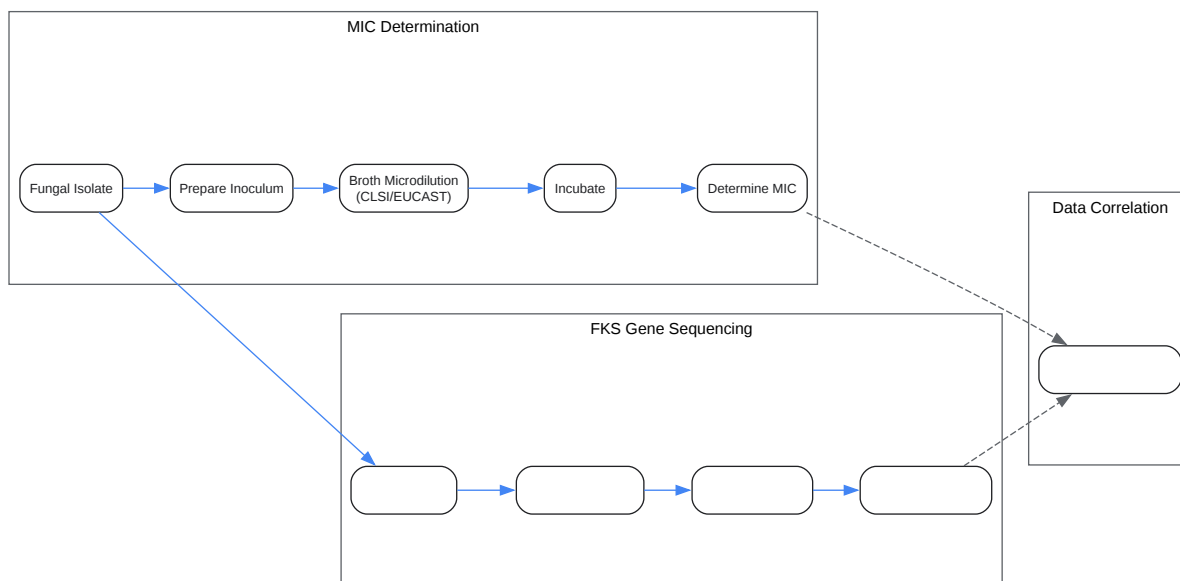 MIC Determination
Fungal Isolate
Prepare Inoculum
Broth Microdilution
(CLSI/EUCAST)
Incubate
Determine MIC
Data Correlation
FKS Gene Sequencing